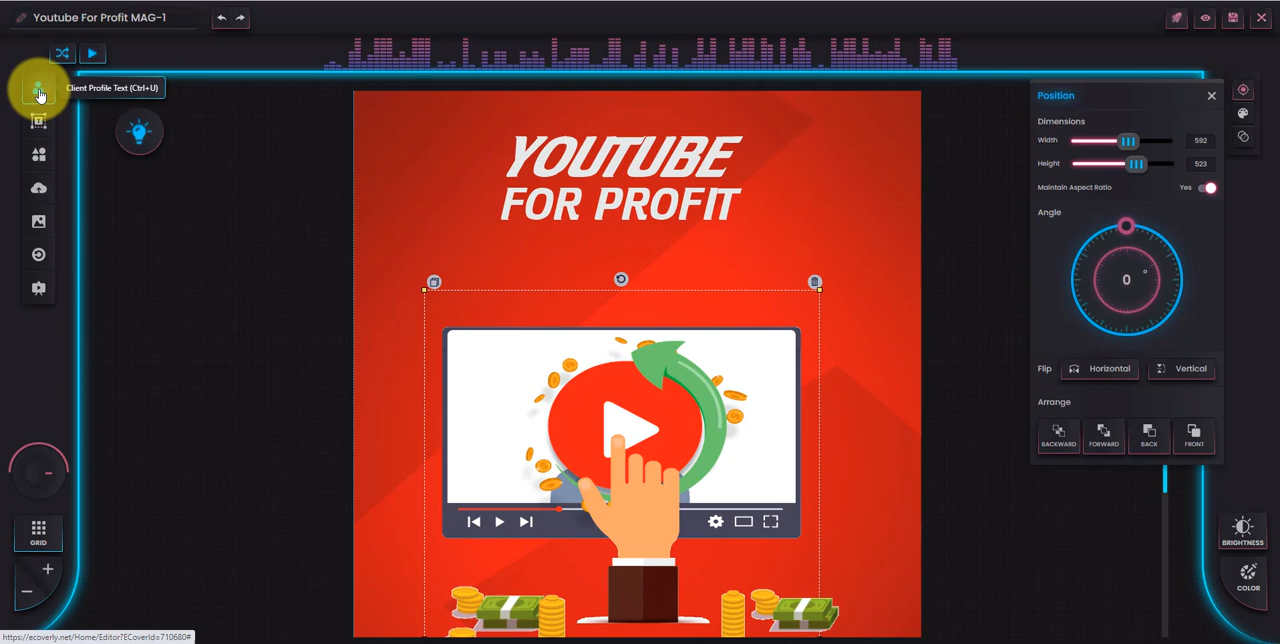 Youtube For Profit MAG-1
Client Profile Text (Ctrl+U)
YOUTUBE
FOR PROFIT
Position
Dimensions
Width
592
Height
523
Maintain Aspect Ratio
Yes
Angle
0 °
Flip
Horizontal
Vertical
Arrange
BACKWARD
FORWARD
BACK
FRONT
GRID
BRIGHTNESS
COLOR
https://ecoverly.net/Home/Editor?ECoverId=710680#